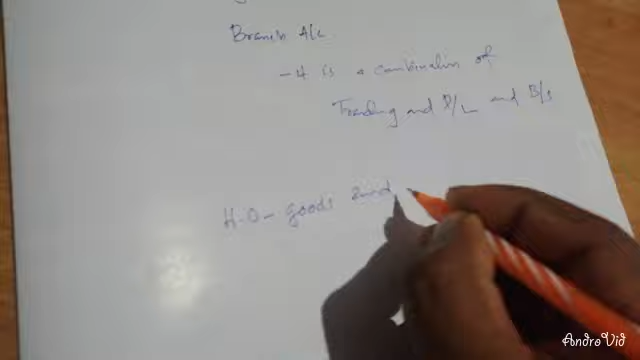 Branch A/c
- It is a combination of
Trading and P/L and B/s
H.O - goods and
AndroVid